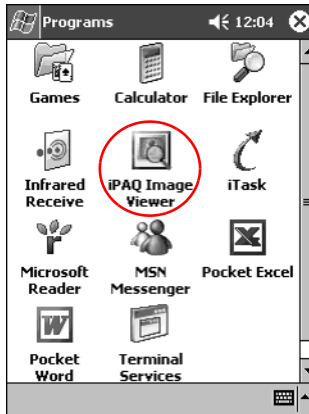 Programs 12:04
Games Calculator File Explorer
Infrared Receive iPAQ Image Viewer iTask
Microsoft Reader MSN Messenger Pocket Excel
Pocket Word Terminal Services